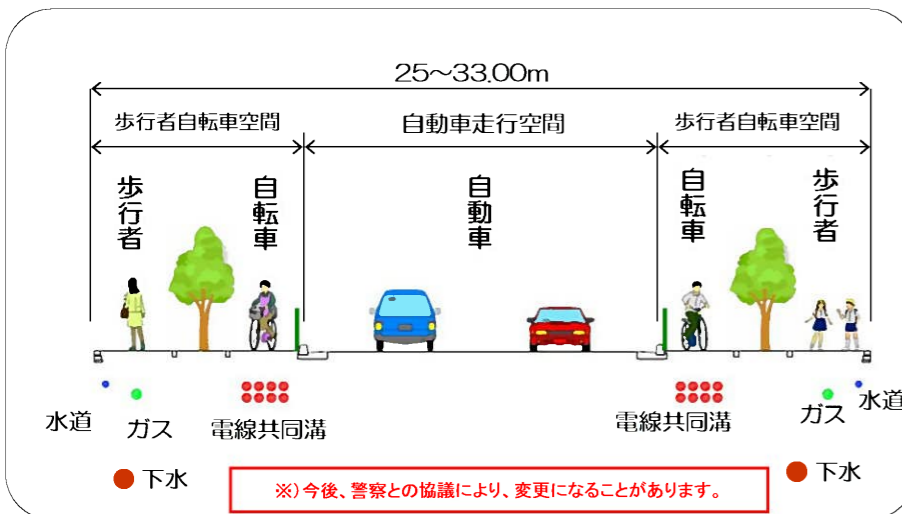 25~33.00m
歩行者自転車空間
自動車走行空間
歩行者自転車空間
歩行者
自転車
自動車
自転車
歩行者
水道
ガス
電線共同溝
電線共同溝
ガス
水道
下水
下水
※)今後、警察との協議により、変更になることがあります。